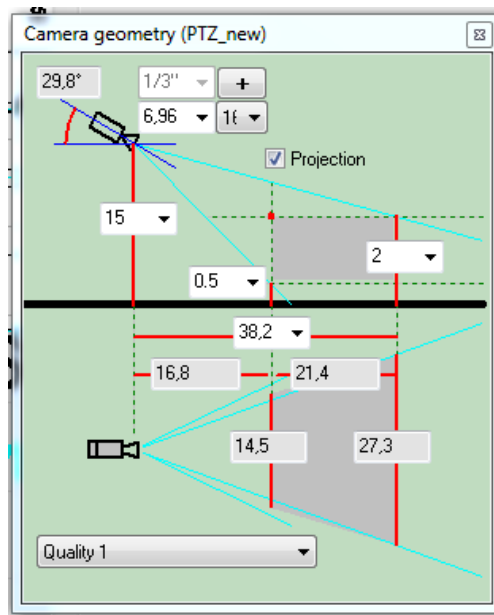 Camera geometry (PTZ_new)
29,8° 1/3" +
6,96
Projection
15
2
0.5
38,2
16,8 21,4
14,5 27,3
Quality 1